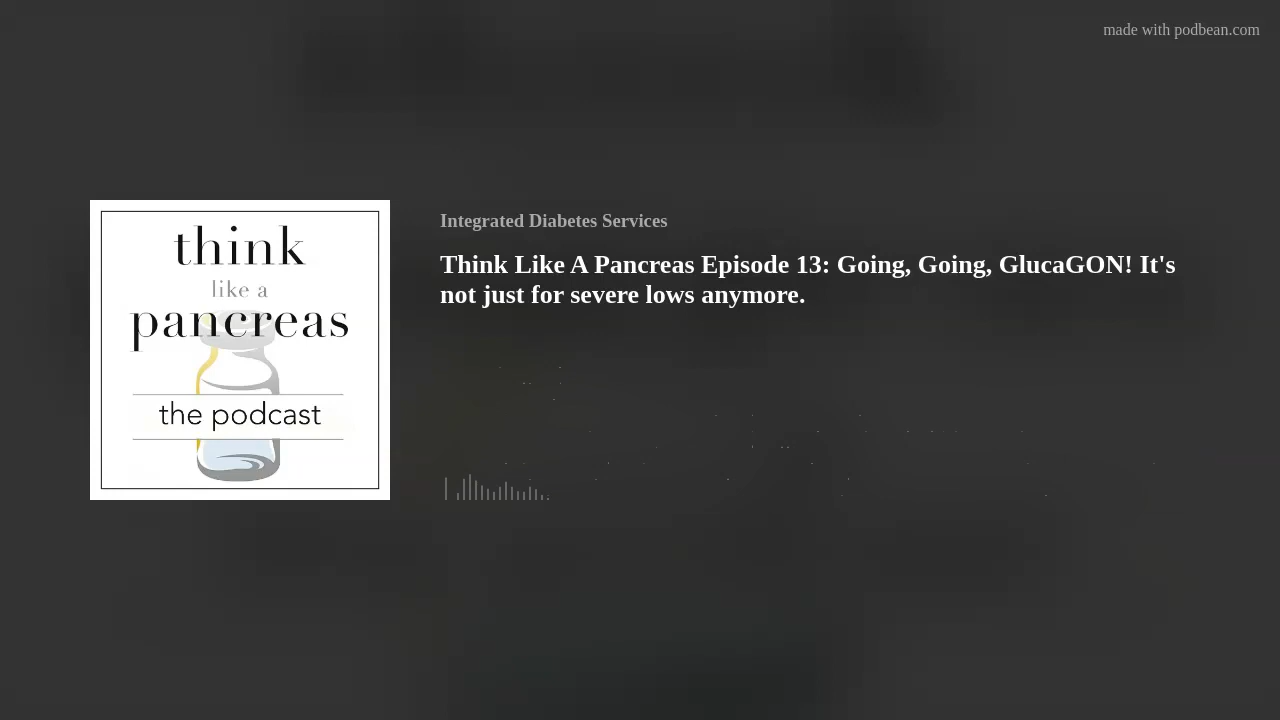 made with podbean.com
think
like a
pancreas
the podcast
Integrated Diabetes Services
Think Like A Pancreas Episode 13: Going, Going, GlucaGON! It's
not just for severe lows anymore.